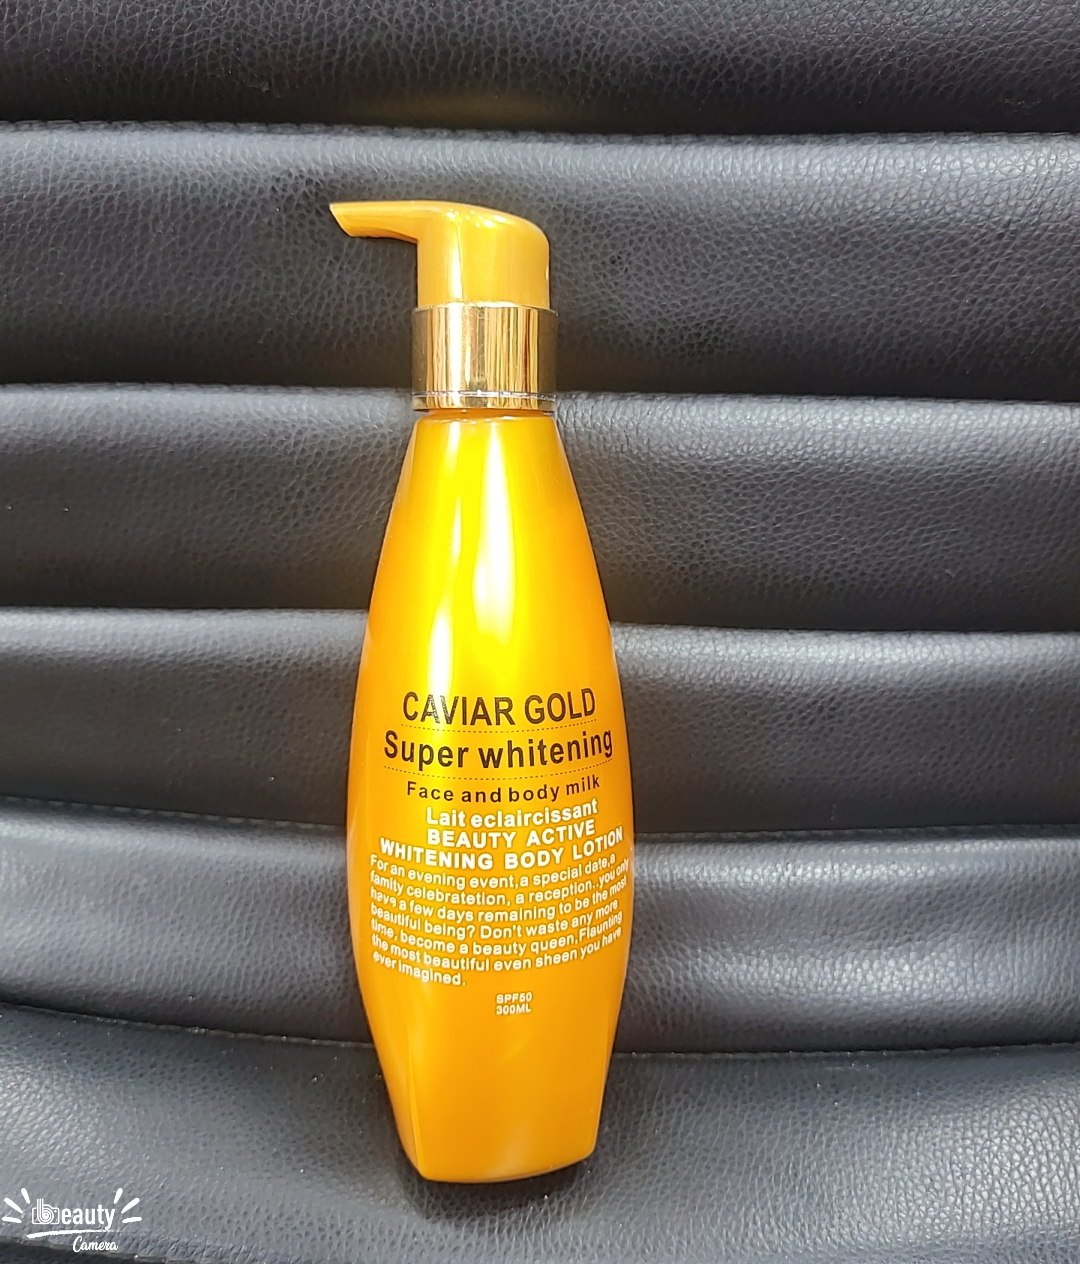 CAVIAR GOLD
Super whitening
Face and body milk
Lait eclaircissant
BEAUTY ACTIVE
WHITENING BODY LOTION
For an evening event,a special date,a
family celebratetion, a reception..you only
have a few days remaining to be the most
beautiful being? Don't waste any more
time, become a beauty queen,Flaunting
the most beautiful even sheen you have
ever imagined.
SPF50
300ML
beauty
Camera